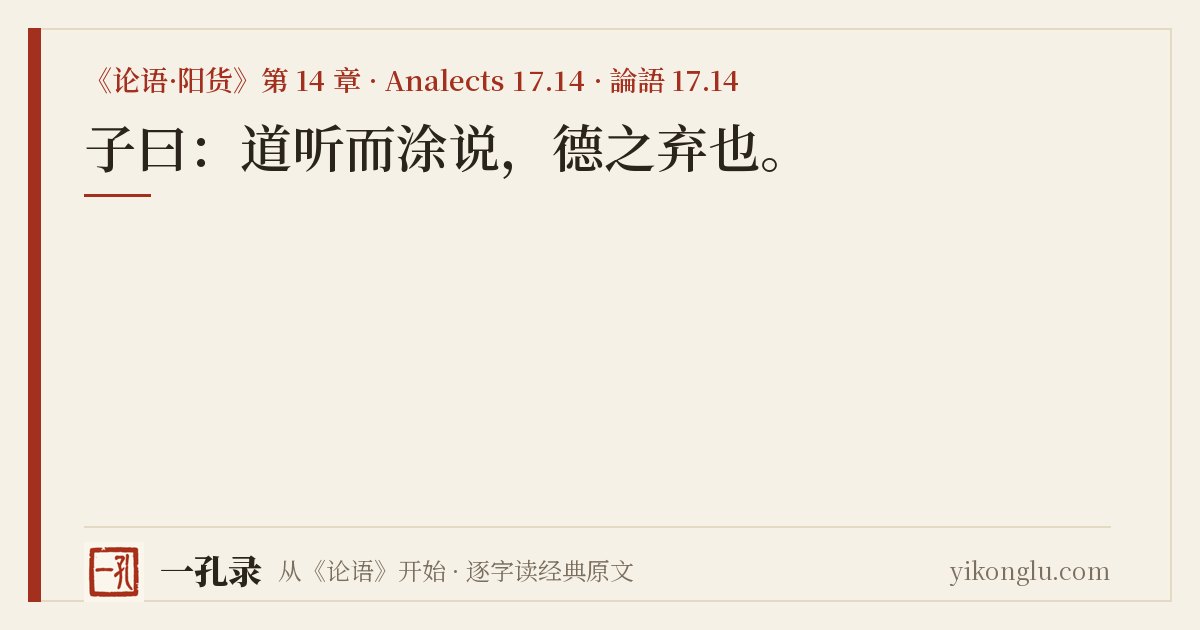 《论语·阳货》第 14 章 · Analects 17.14 · 論語 17.14
子曰：道听而涂说，德之弃也。
一孔
一孔录 从《论语》开始 · 逐字读经典原文 yikonglu.com